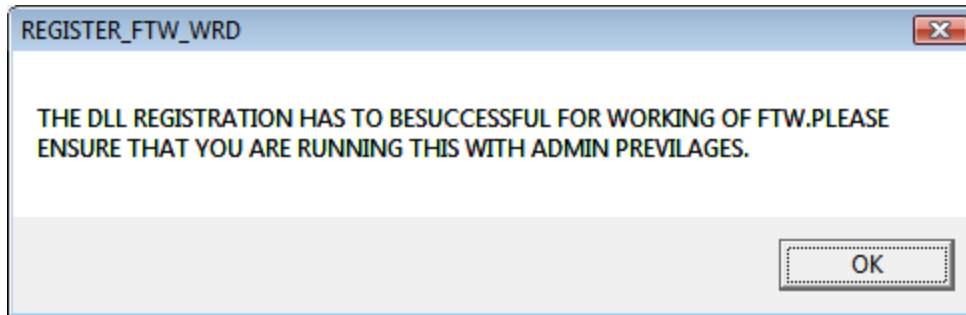 REGISTER_FTW_WRD
THE DLL REGISTRATION HAS TO BESUCCESSFUL FOR WORKING OF FTW.PLEASE
ENSURE THAT YOU ARE RUNNING THIS WITH ADMIN PREVILAGES.
OK